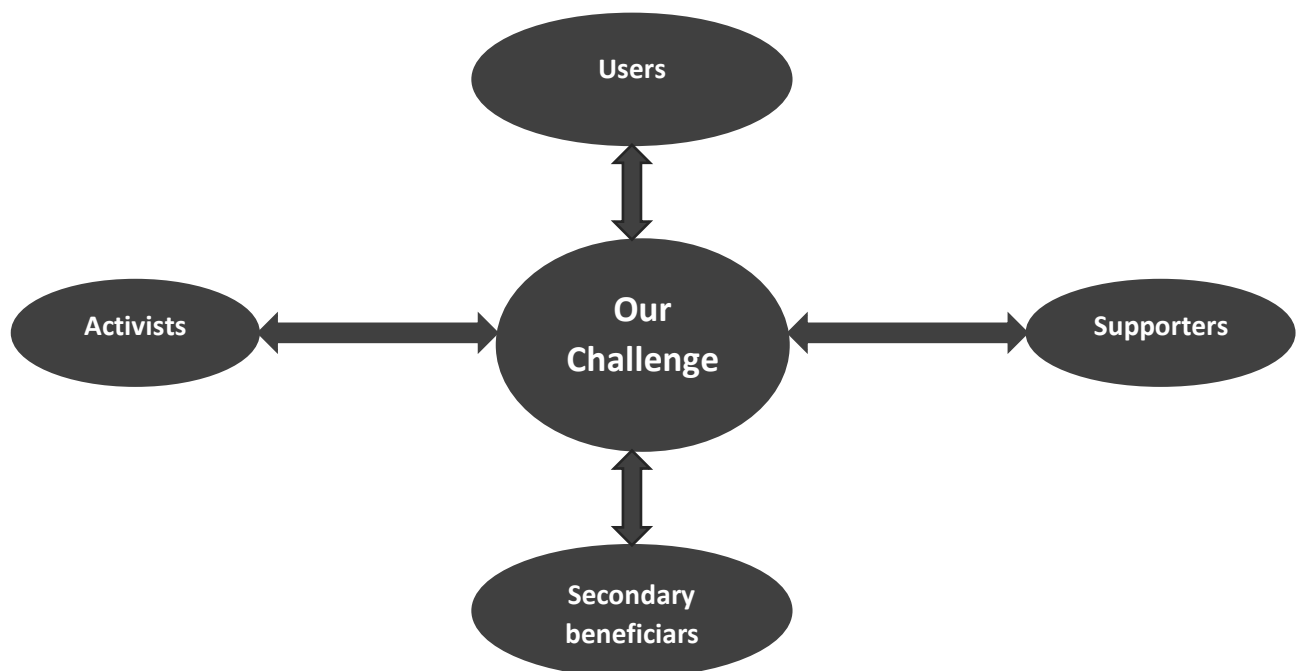 Users
Our
Challenge
Activists
Supporters
Secondary
beneficiars